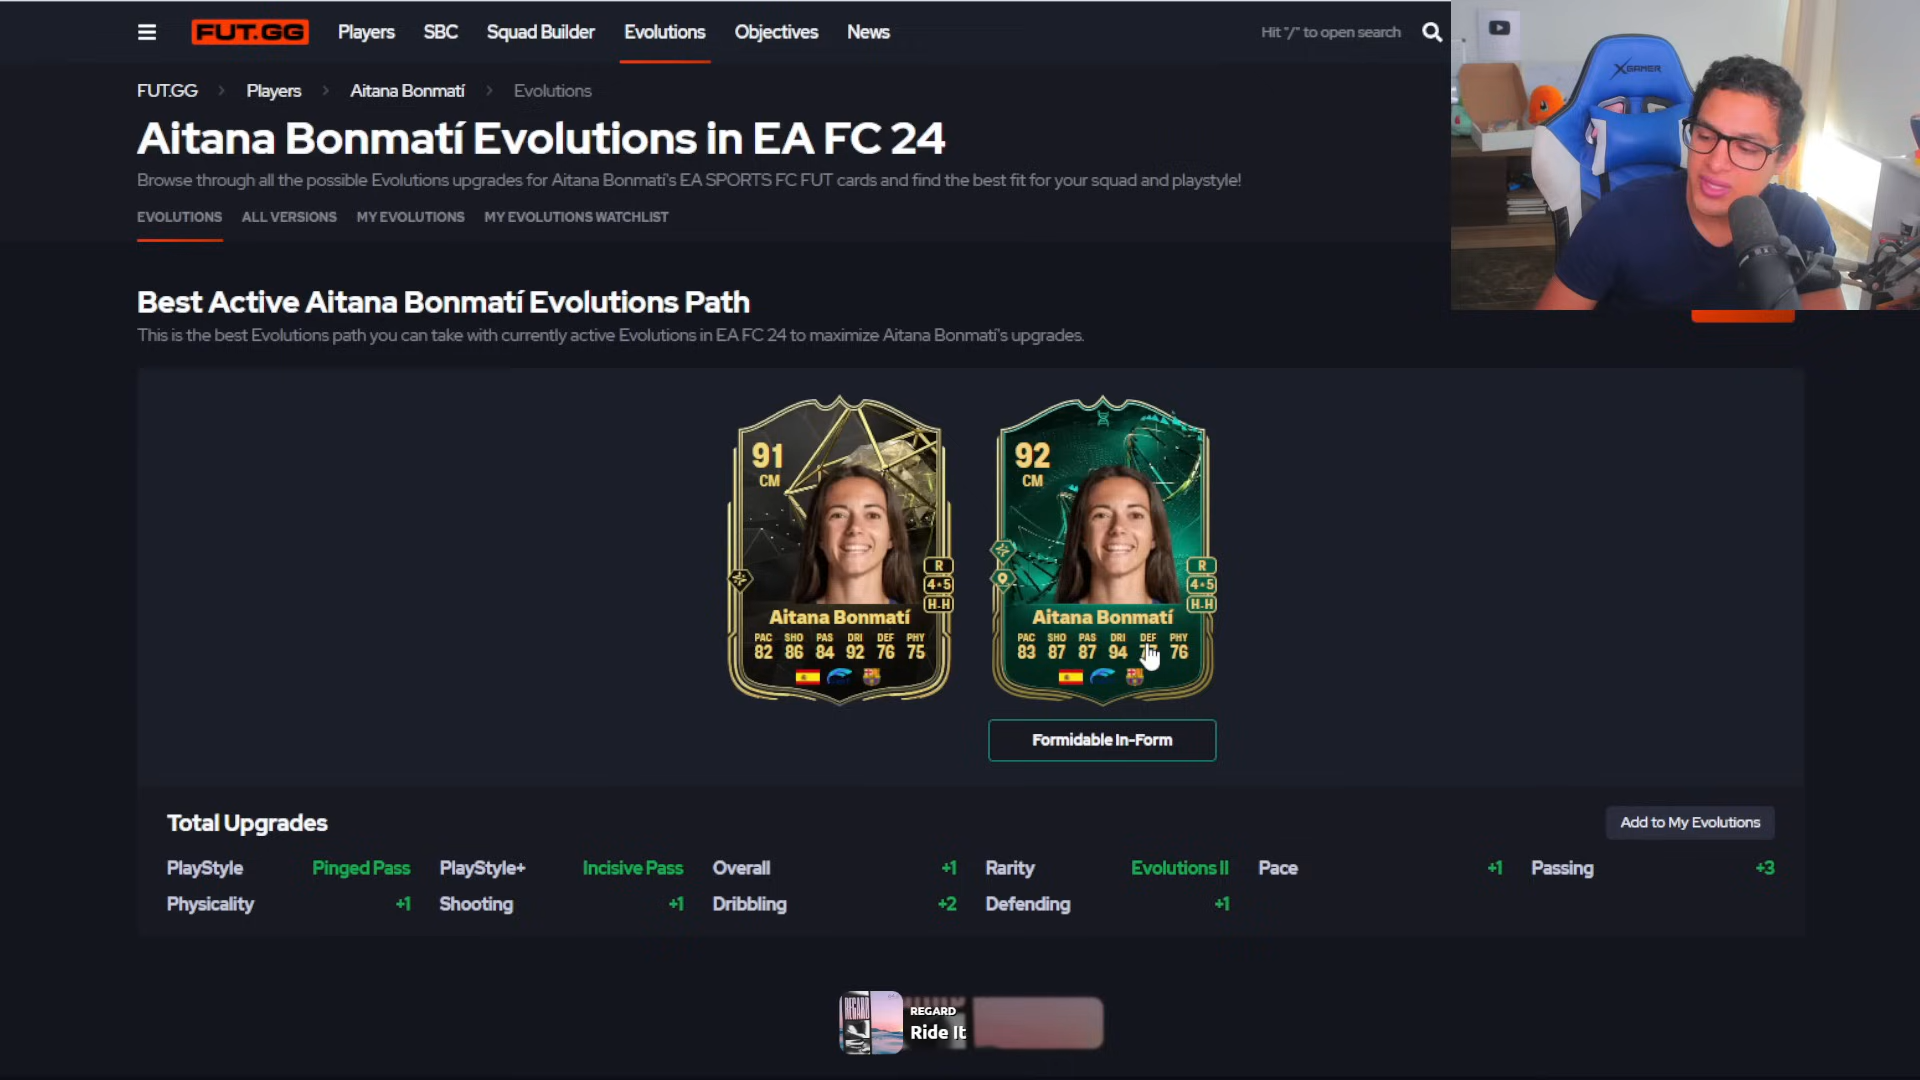 FUT.GG Players SBC Squad Builder Evolutions Objectives News Hit "/" to open search
XGAMER
FUT.GG > Players > Aitana Bonmatí > Evolutions
Aitana Bonmatí Evolutions in EA FC 24
Browse through all the possible Evolutions upgrades for Aitana Bonmatí's EA SPORTS FC FUT cards and find the best fit for your squad and playstyle!
EVOLUTIONS ALL VERSIONS MY EVOLUTIONS MY EVOLUTIONS WATCHLIST
Best Active Aitana Bonmatí Evolutions Path
This is the best Evolutions path you can take with currently active Evolutions in EA FC 24 to maximize Aitana Bonmatí's upgrades.
91
CM
R
4•5
H-H
Aitana Bonmatí
PAC SHO PAS DRI DEF PHY
82 86 84 92 76 75
92
CM
R
4•5
H-H
Aitana Bonmatí
PAC SHO PAS DRI DEF PHY
83 87 87 94 76
Formidable In-Form
Total Upgrades
Add to My Evolutions
PlayStyle Pinged Pass PlayStyle+ Incisive Pass Overall +1 Rarity Evolutions II Pace +1 Passing +3
Physicality +1 Shooting +1 Dribbling +2 Defending +1
REGARD
REGARD
Ride It